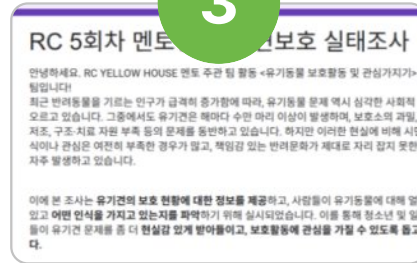 3
RC 5회차 멘토 보호 실태조사
안녕하세요. RC YELLOW HOUSE 멘토 주관 팀 활동 <유기동물 보호활동 및 관심가지기>
팀입니다!
최근 반려동물을 기르는 인구가 급격히 증가함에 따라, 유기동물 문제 역시 심각한 사회적
오르고 있습니다. 그중에서도 유기견은 해마다 수만 마리 이상이 발생하며, 보호소의 과밀,
저조, 구조·치료 자원 부족 등의 문제를 동반하고 있습니다. 하지만 이러한 현실에 비해 시민
식이나 관심은 여전히 부족한 경우가 많고, 책임감 있는 반려문화가 제대로 자리 잡지 못한
자주 발생하고 있습니다.
이에 본 조사는 유기견의 보호 현황에 대한 정보를 제공하고, 사람들이 유기동물에 대해 얼
있고 어떤 인식을 가지고 있는지를 파악하기 위해 실시되었습니다. 이를 통해 청소년 및 일
들이 유기견 문제를 좀 더 현실감 있게 받아들이고, 보호활동에 관심을 가질 수 있도록 돕고
다.